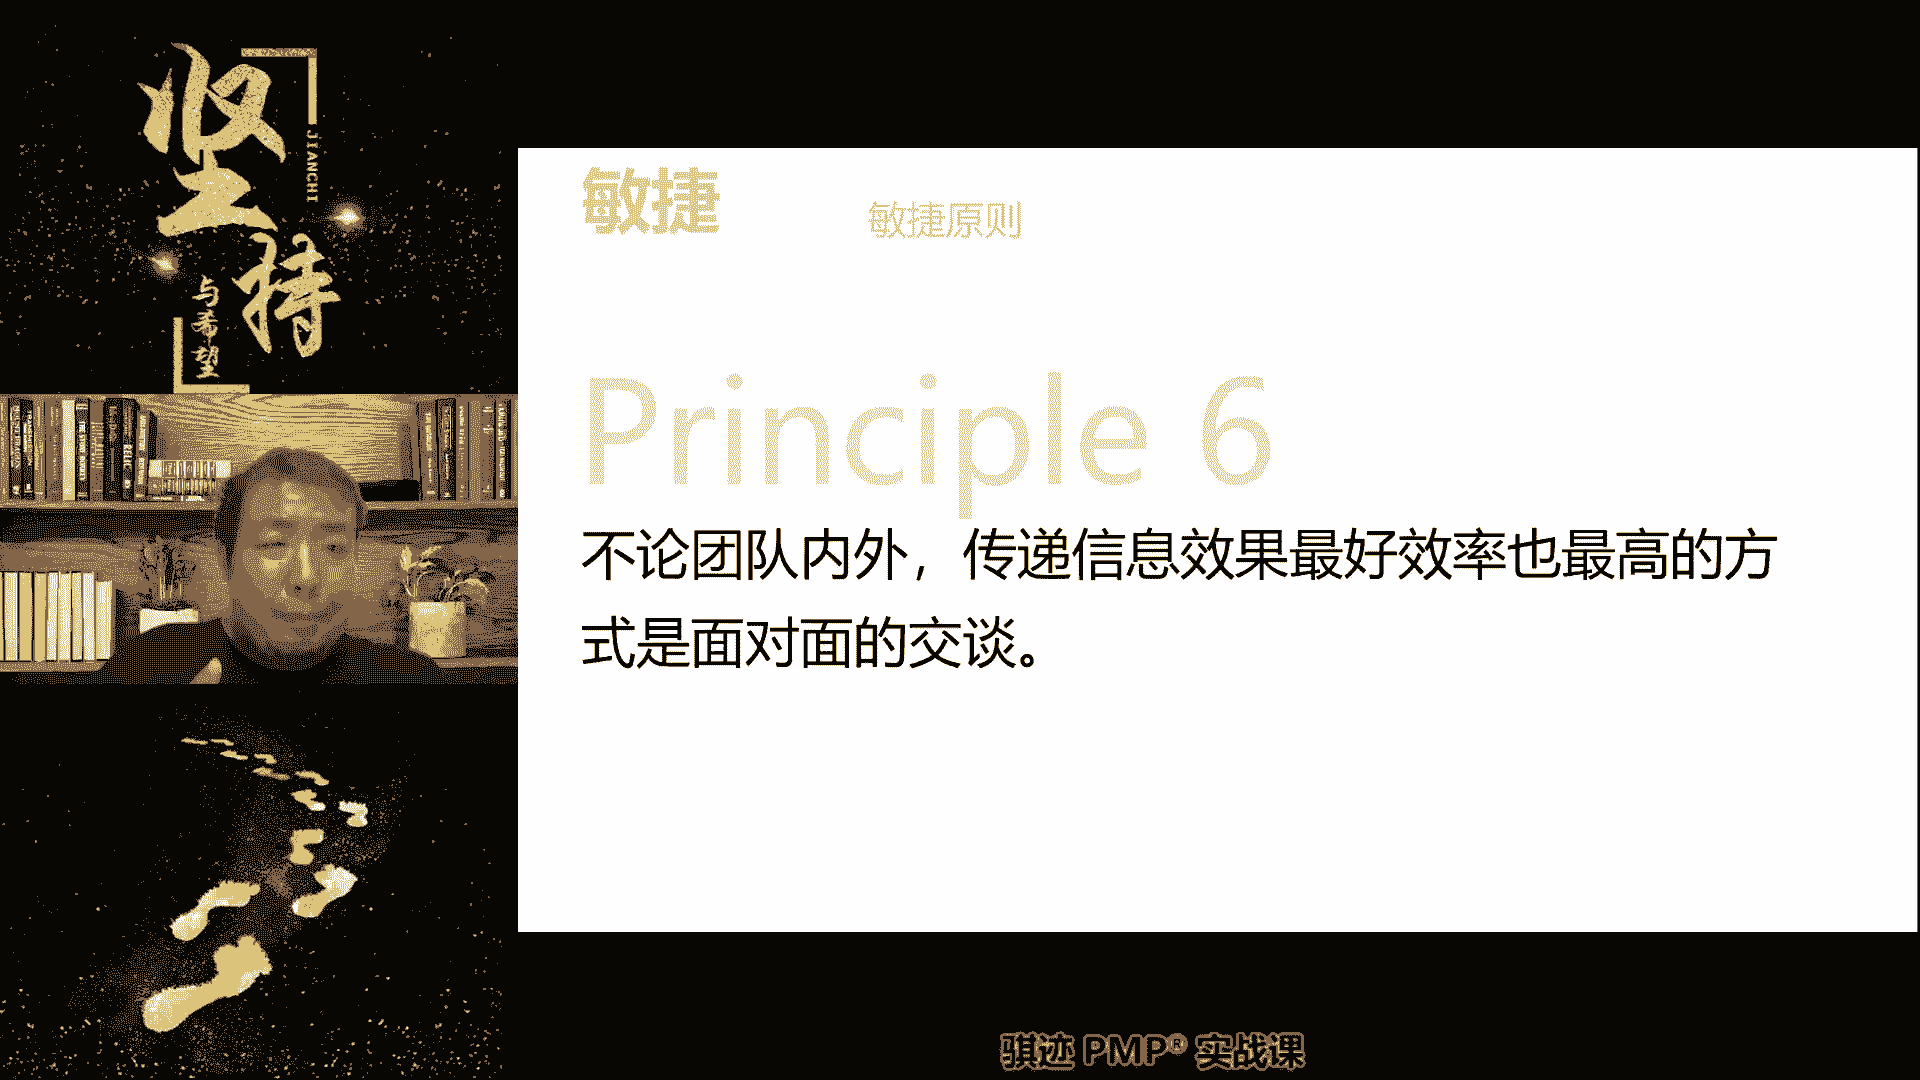 坚持
JIANCHI
与希望
敏捷
敏捷原则
Principle 6
不论团队内外，传递信息效果最好效率也最高的方
式是面对面的交谈。
骐迹 PMP® 实战课